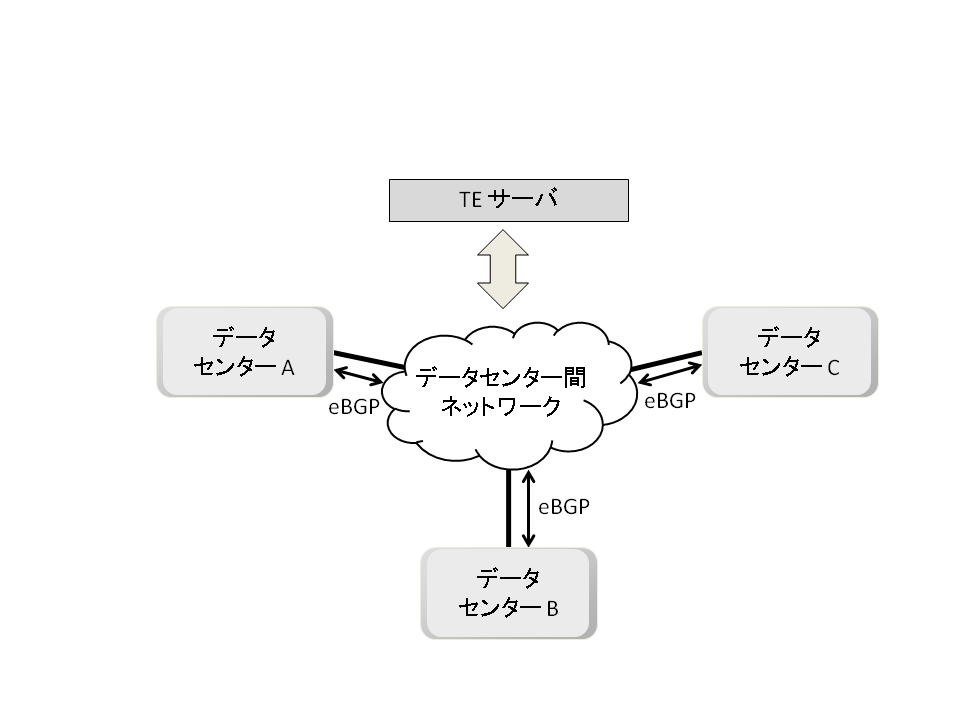 TE サーバ
データ
センター A
データ
センター C
データセンター間
ネットワーク
eBGP
eBGP
eBGP
データ
センター B